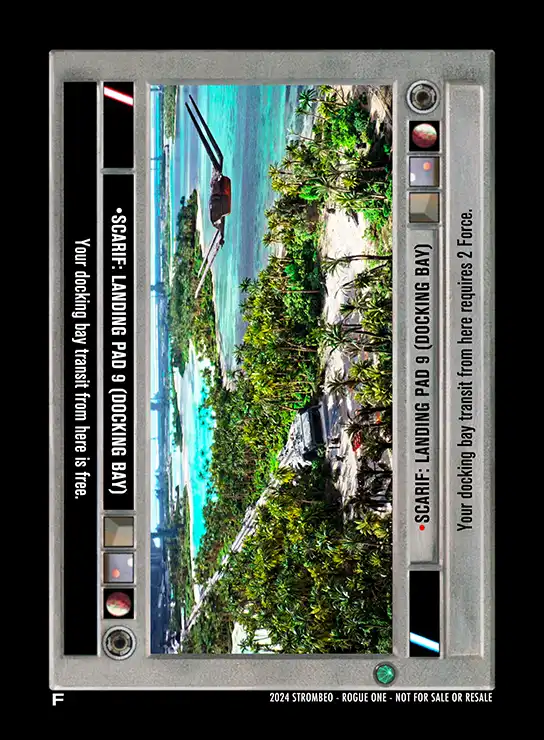 •SCARIF: LANDING PAD 9 (DOCKING BAY)
Your docking bay transit from here is free.
•SCARIF: LANDING PAD 9 (DOCKING BAY)
Your docking bay transit from here requires 2 Force.
F
2024 STROMBEO - ROGUE ONE - NOT FOR SALE OR RESALE